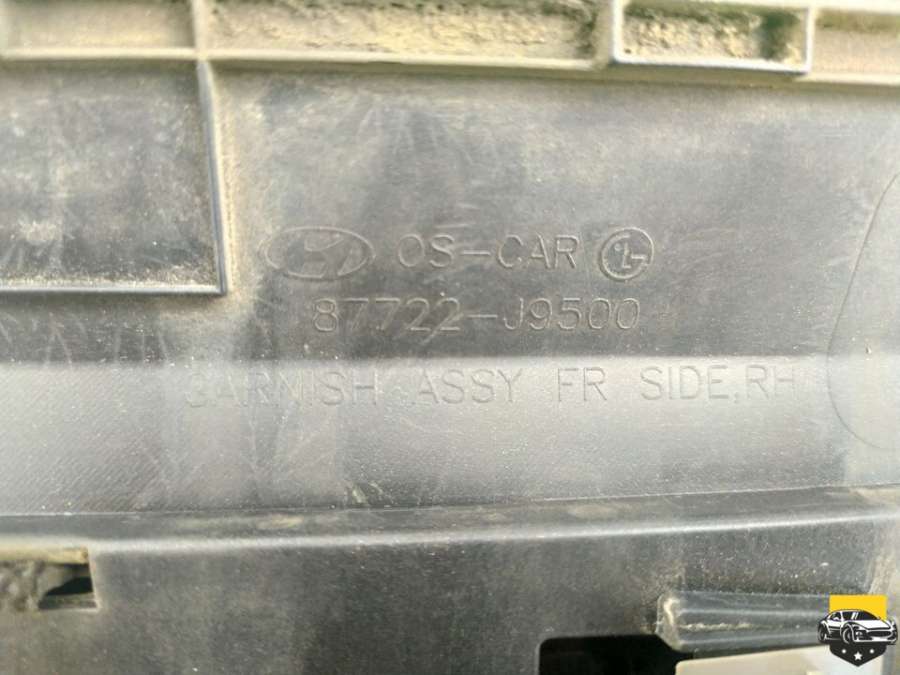 OS-CAR
87722-J9500
GARNISH ASSY FR SIDE,RH